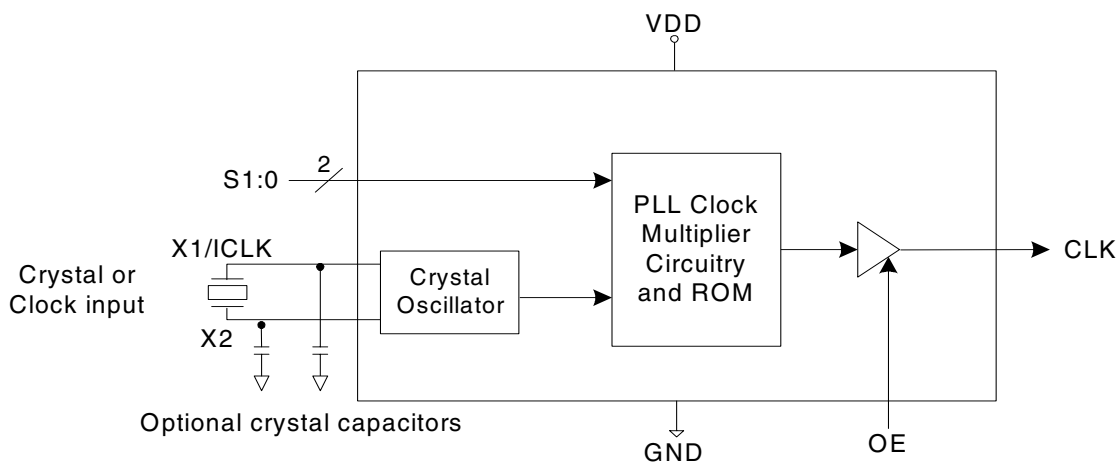 VDD
2
S1:0
PLL Clock
Multiplier
Circuitry
and ROM
X1/ICLK
CLK
Crystal or
Clock input
Crystal
Oscillator
X2
Optional crystal capacitors
GND
OE